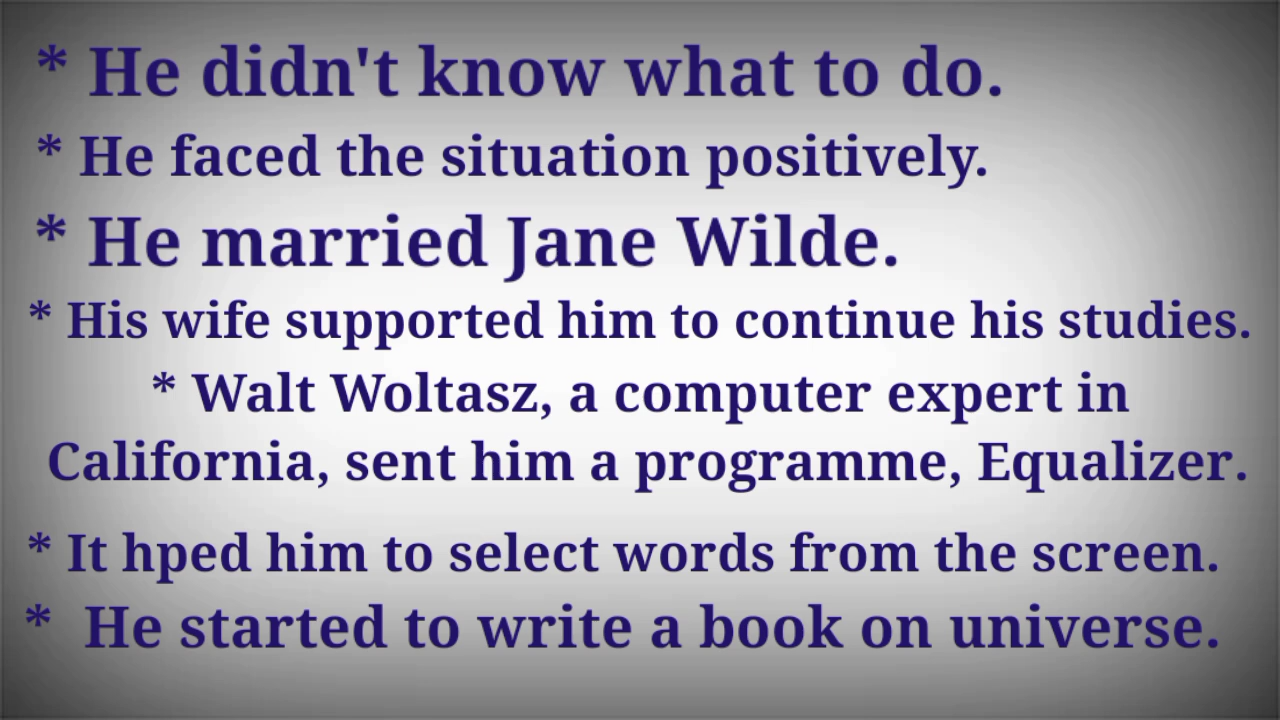 * He didn't know what to do.
* He faced the situation positively.
* He married Jane Wilde.
* His wife supported him to continue his studies.
* Walt Woltasz, a computer expert in
California, sent him a programme, Equalizer.
* It hped him to select words from the screen.
* He started to write a book on universe.